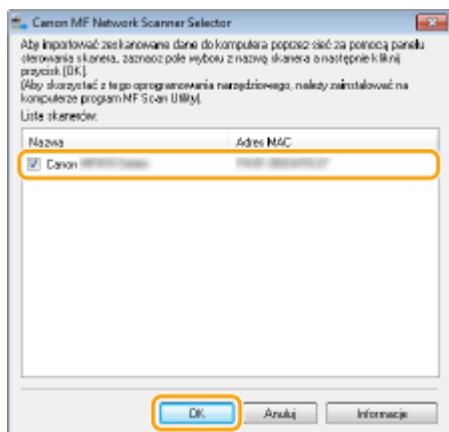 Canon MF Network Scanner Selector
Aby importować zeskanowane dane do komputera poprzez sieć za pomocą panelu
sterowania skanera, zaznacz pole wyboru z nazwą skanera a następnie kliknij
przycisk [OK].
(Aby skorzystać z tego oprogramowania narzędziowego, należy zainstalować na
komputerze program MF Scan Utility).
Lista skanerów:
Nazwa Adres MAC
Canon
OK Anuluj Informacje